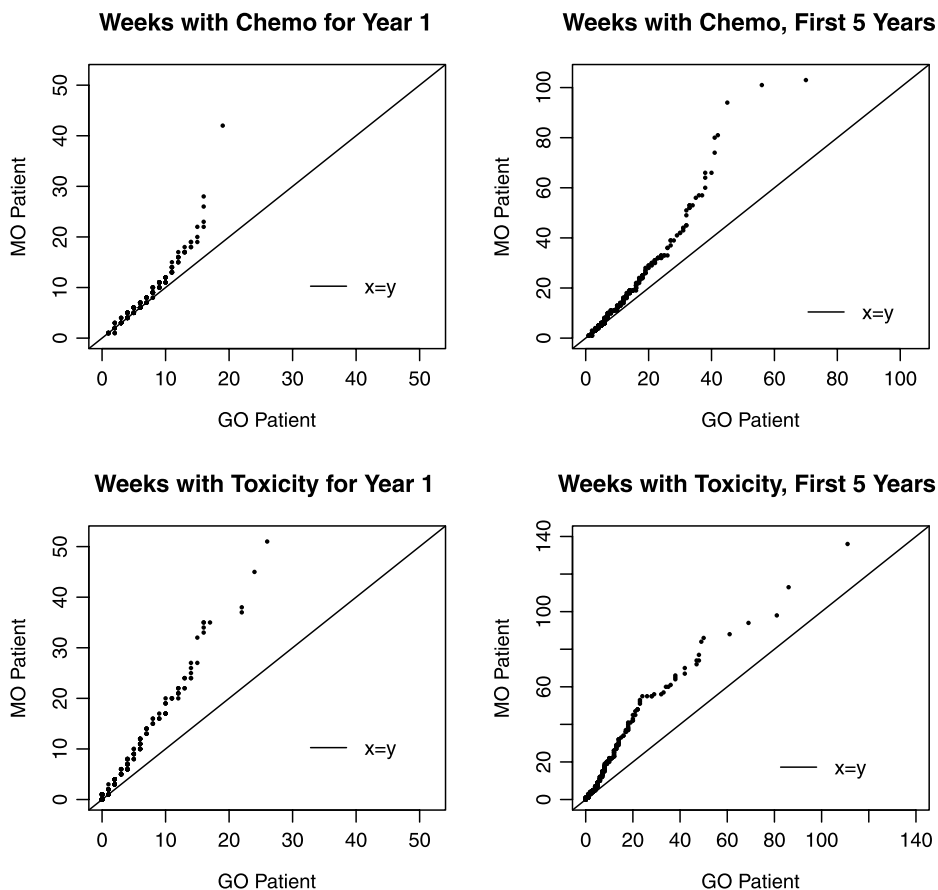 Weeks with Chemo for Year 1
MO Patient
50
40
30
20
10
0
x=y
0 10 20 30 40 50
GO Patient
Weeks with Chemo, First 5 Years
MO Patient
100
80
60
40
20
0
x=y
0 20 40 60 80 100
GO Patient
Weeks with Toxicity for Year 1
MO Patient
50
40
30
20
10
0
x=y
0 10 20 30 40 50
GO Patient
Weeks with Toxicity, First 5 Years
MO Patient
140
100
60
20
0
x=y
0 20 40 60 80 100 140
GO Patient